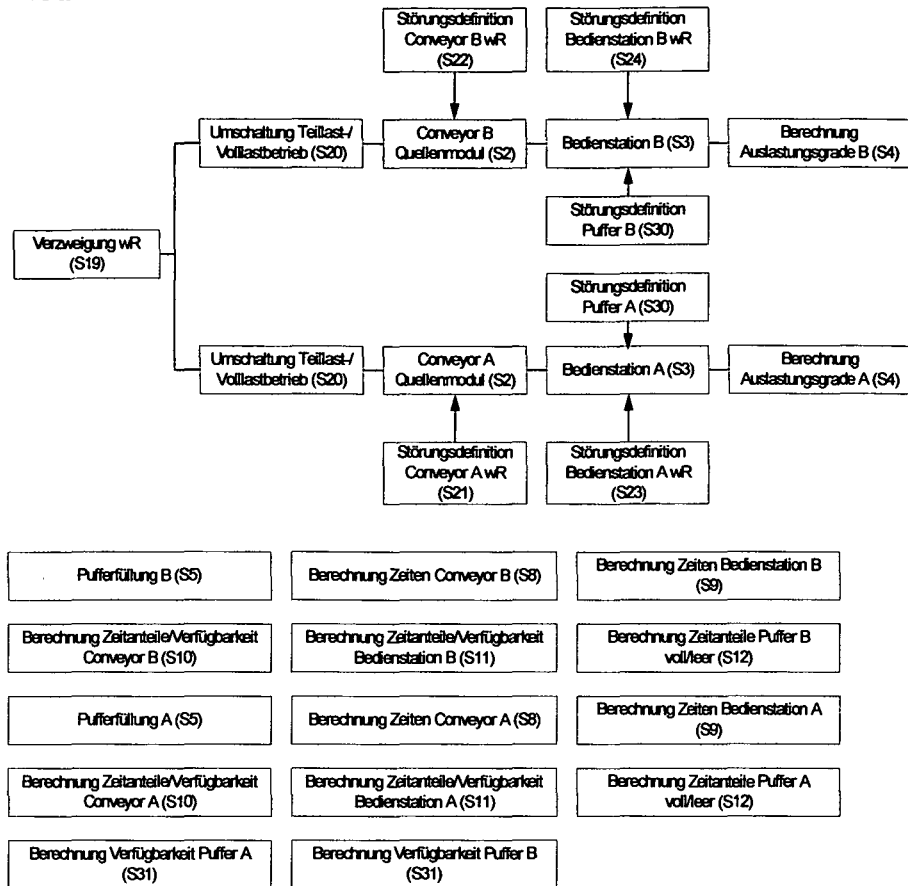 Störungsdefinition
Conveyor B wR
(S22)
Störungsdefinition
Bedienstation B wR
(S24)
Umschaltung Teillast-/
Volllastbetrieb (S20)
Conveyor B
Quellenmodul (S2)
Bedienstation B (S3)
Berechnung
Auslastungsgrade B (S4)
Störungsdefinition
Puffer B (S30)
Verzweigung wR
(S19)
Störungsdefinition
Puffer A (S30)
Umschaltung Teillast-/
Volllastbetrieb (S20)
Conveyor A
Quellenmodul (S2)
Bedienstation A (S3)
Berechnung
Auslastungsgrade A (S4)
Störungsdefinition
Conveyor A wR
(S21)
Störungsdefinition
Bedienstation A wR
(S23)
Pufferfüllung B (S5)
Berechnung Zeiten Conveyor B (S8)
Berechnung Zeiten Bedienstation B
(S9)
Berechnung Zeitanteile/Verfügbarkeit
Conveyor B (S10)
Berechnung Zeitanteile/Verfügbarkeit
Bedienstation B (S11)
Berechnung Zeitanteile Puffer B
voll/leer (S12)
Pufferfüllung A (S5)
Berechnung Zeiten Conveyor A (S8)
Berechnung Zeiten Bedienstation A
(S9)
Berechnung Zeitanteile/Verfügbarkeit
Conveyor A (S10)
Berechnung Zeitanteile/Verfügbarkeit
Bedienstation A (S11)
Berechnung Zeitanteile Puffer A
voll/leer (S12)
Berechnung Verfügbarkeit Puffer A
(S31)
Berechnung Verfügbarkeit Puffer B
(S31)